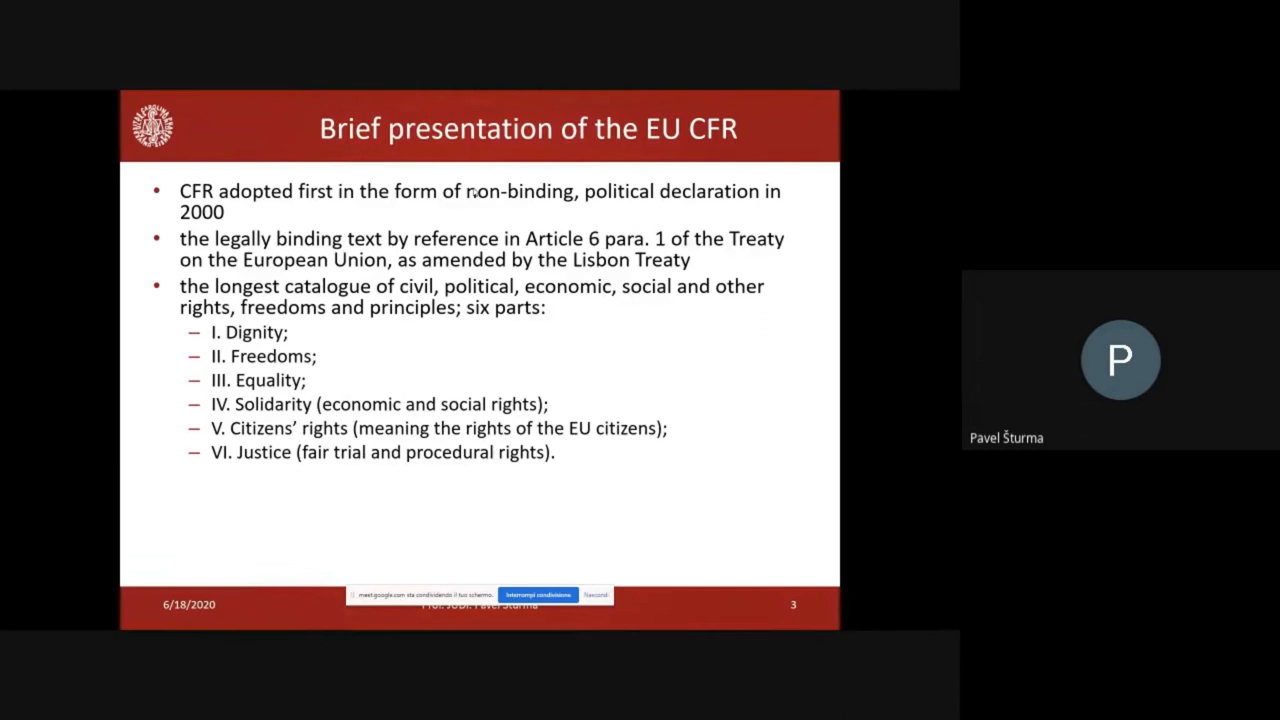 Brief presentation of the EU CFR
• CFR adopted first in the form of non-binding, political declaration in
2000
• the legally binding text by reference in Article 6 para. 1 of the Treaty
on the European Union, as amended by the Lisbon Treaty
• the longest catalogue of civil, political, economic, social and other
rights, freedoms and principles; six parts:
– I. Dignity;
– II. Freedoms;
– III. Equality;
– IV. Solidarity (economic and social rights);
– V. Citizens’ rights (meaning the rights of the EU citizens);
– VI. Justice (fair trial and procedural rights).
meet.google.com sta condividendo il tuo schermo.
Interrompi condivisione
Nascondi
6/18/2020
3
P
Pavel Šturma